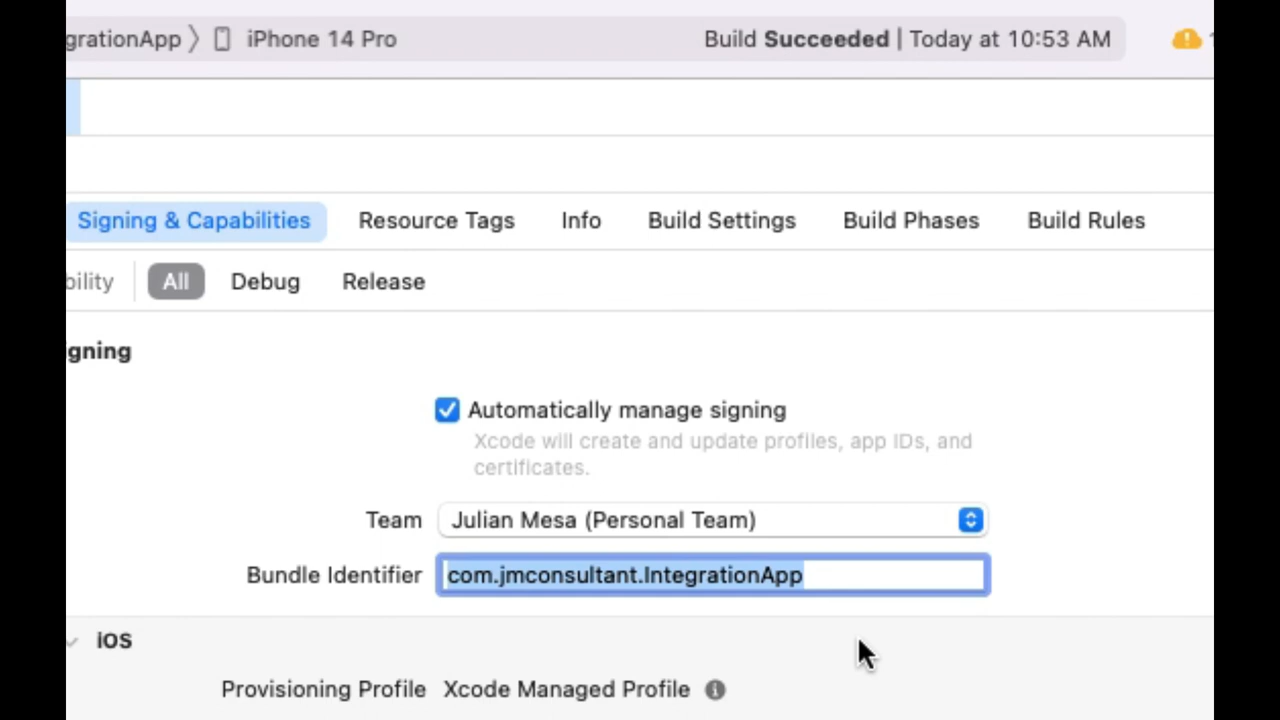 grationApp 〉 iPhone 14 Pro Build Succeeded | Today at 10:53 AM
Signing & Capabilities Resource Tags Info Build Settings Build Phases Build Rules
bility All Debug Release
igning
Automatically manage signing
Xcode will create and update profiles, app IDs, and
certificates.
Team Julian Mesa (Personal Team)
Bundle Identifier com.jmconsultant.IntegrationApp
iOS
Provisioning Profile Xcode Managed Profile